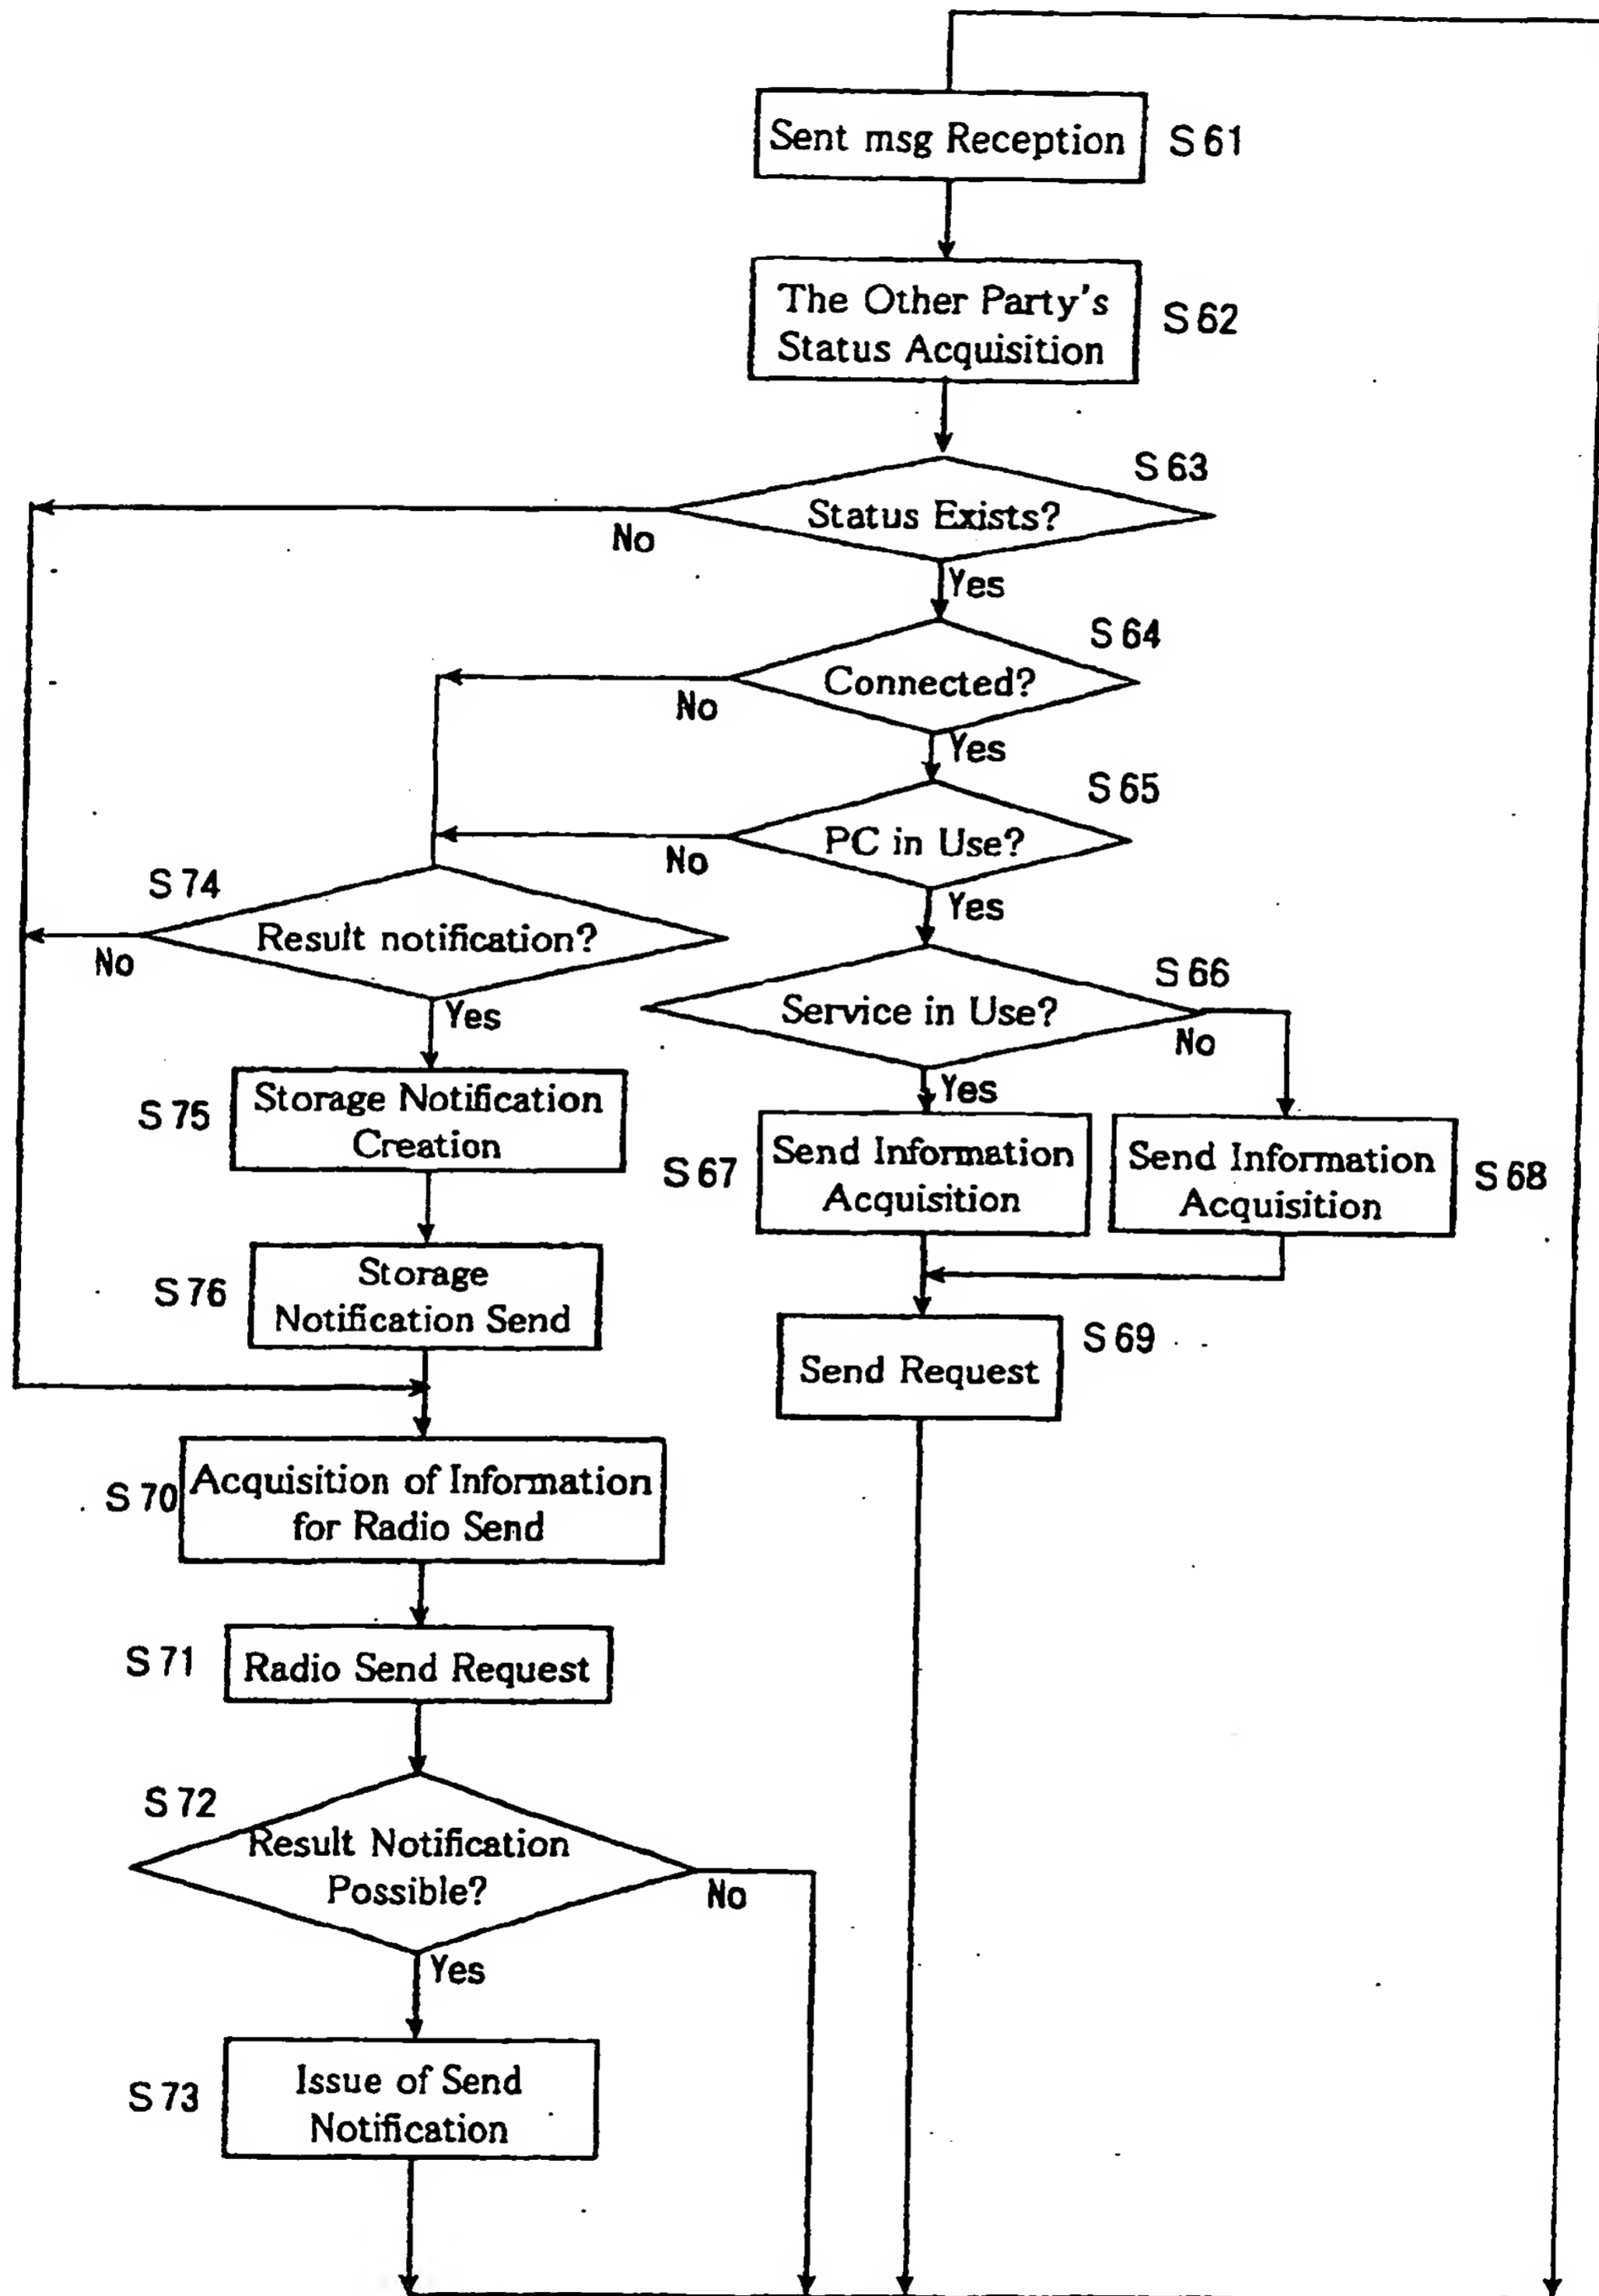 Sent msg Reception
S 61
The Other Party's
Status Acquisition
S 62
S 63
Status Exists?
No
Yes
S 64
Connected?
No
Yes
S 65
PC in Use?
No
Yes
S 74
Result notification?
No
Yes
S 66
Service in Use?
No
Yes
S 75
Storage Notification
Creation
S 67
Send Information
Acquisition
Send Information
Acquisition
S 68
S 76
Storage
Notification Send
S 69
Send Request
S 70
Acquisition of Information
for Radio Send
S 71
Radio Send Request
S 72
Result Notification
Possible?
No
Yes
S 73
Issue of Send
Notification